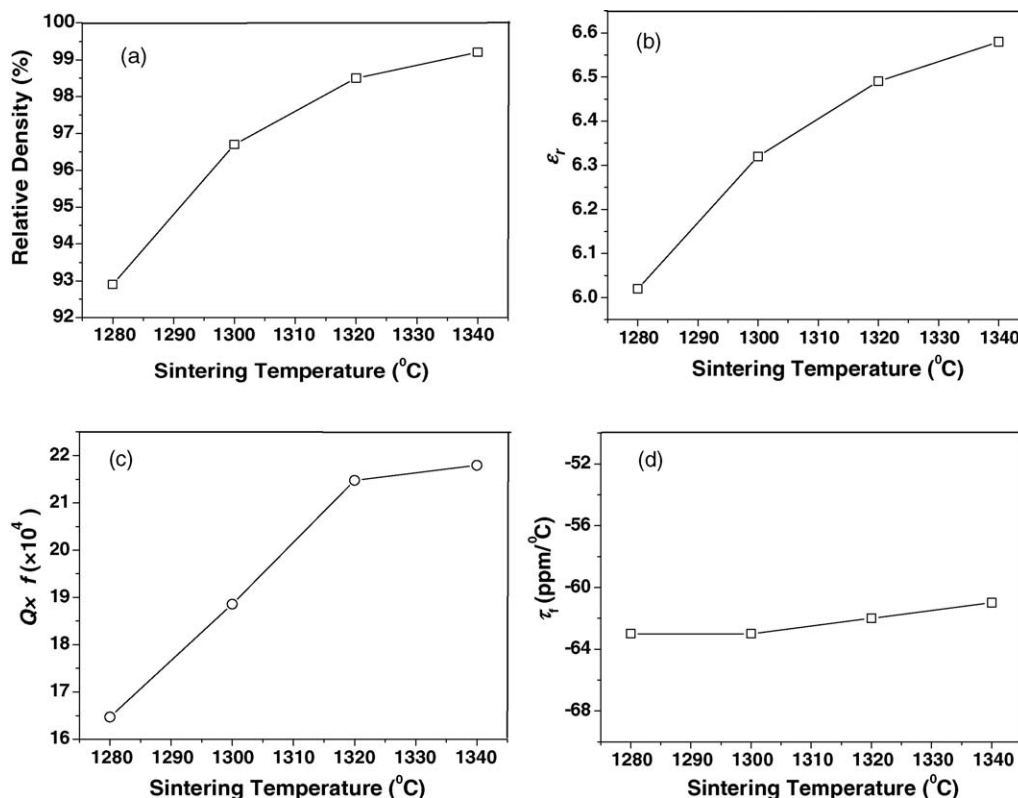 (a)
Relative Density (%)
100
99
98
97
96
95
94
93
92
1280 1290 1300 1310 1320 1330 1340
Sintering Temperature (⁰C)
(b)
εr
6.6
6.5
6.4
6.3
6.2
6.1
6.0
1280 1290 1300 1310 1320 1330 1340
Sintering Temperature (⁰C)
(c)
Q× f (×10⁴)
22
21
20
19
18
17
16
1280 1290 1300 1310 1320 1330 1340
Sintering Temperature (⁰C)
(d)
τf (ppm/⁰C)
-52
-56
-60
-64
-68
1280 1290 1300 1310 1320 1330 1340
Sintering Temperature (⁰C)